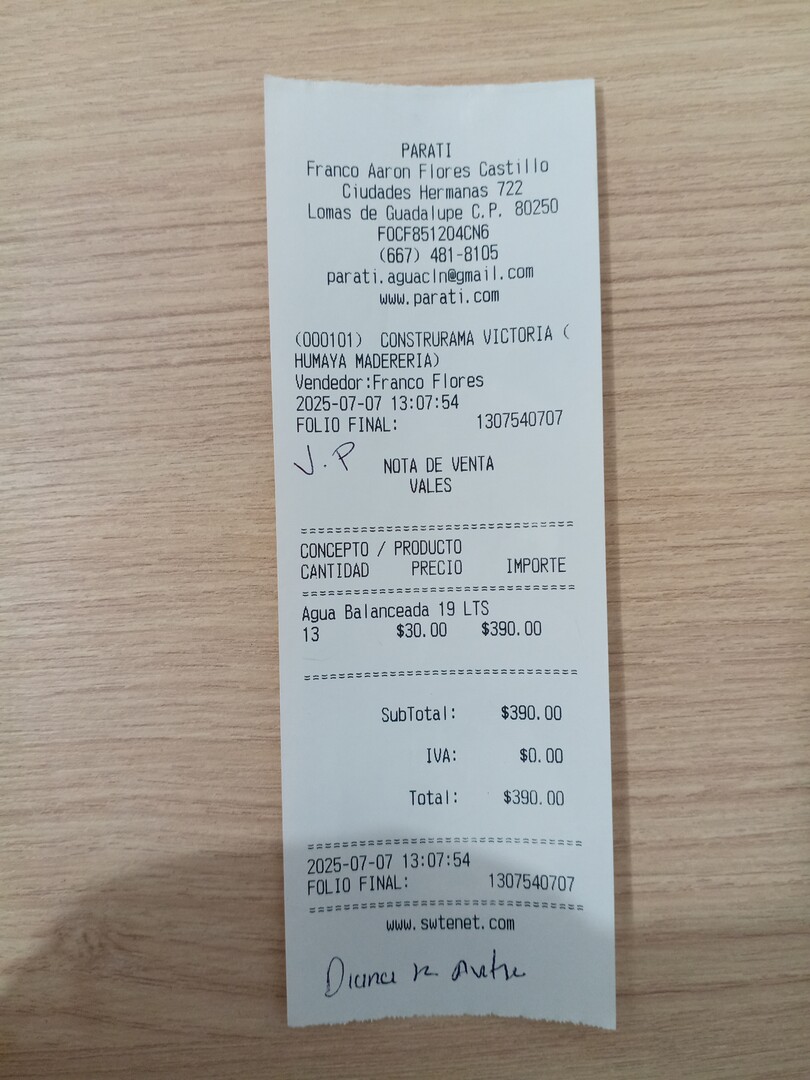 PARATI
Franco Aaron Flores Castillo
Ciudades Hermanas 722
Lomas de Guadalupe C.P. 80250
FOCF851204CN6
(667) 481-8105
parati.aguacln@gmail.com
www.parati.com
(000101) CONSTRURAMA VICTORIA (
HUMAYA MADERERIA)
Vendedor:Franco Flores
2025-07-07 13:07:54
FOLIO FINAL: 1307540707
J.P
NOTA DE VENTA
VALES
==============================
CONCEPTO / PRODUCTO
CANTIDAD PRECIO IMPORTE
==============================
Agua Balanceada 19 LTS
13 $30.00 $390.00
==============================
SubTotal: $390.00
IVA: $0.00
Total: $390.00
==============================
2025-07-07 13:07:54
FOLIO FINAL: 1307540707
==============================
www.swtenet.com
Diana